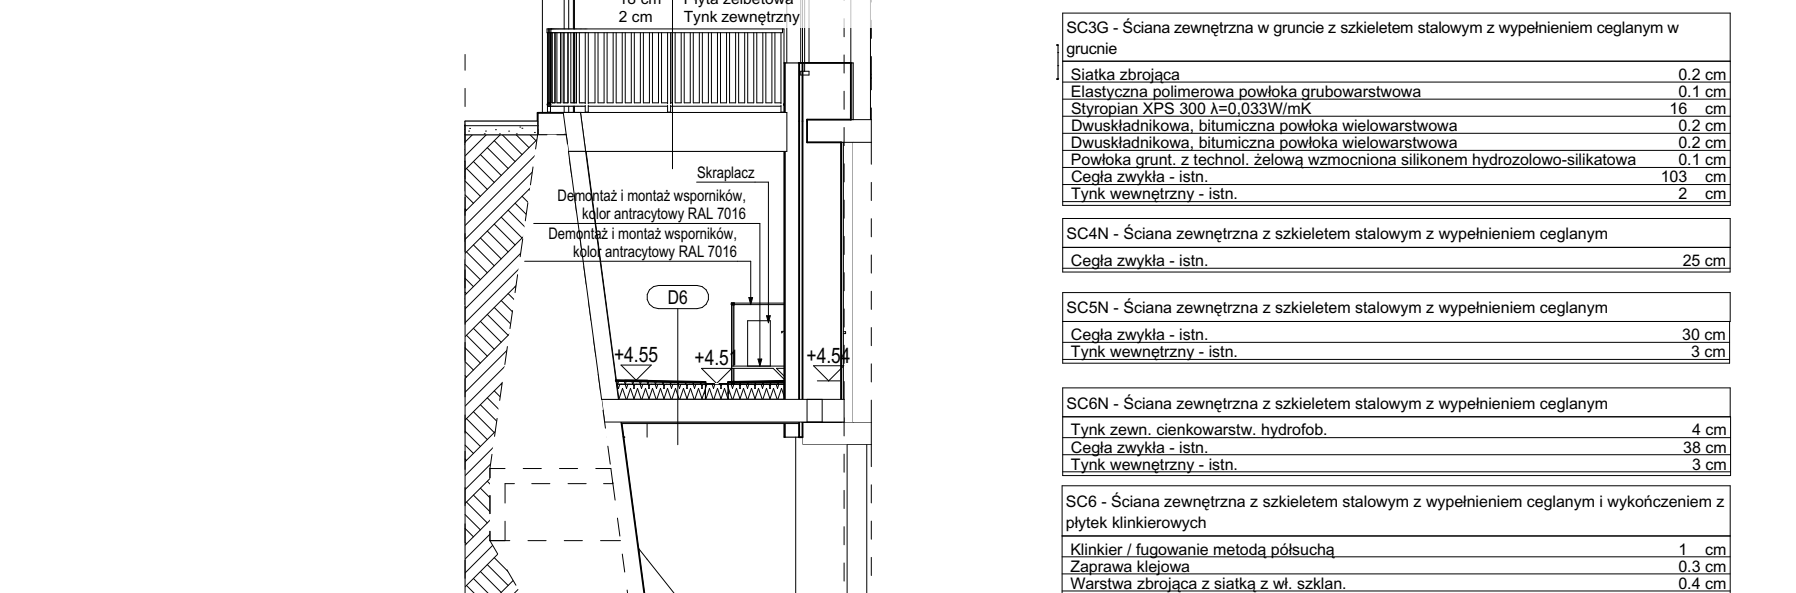 2 cm Tynk zewnętrzny
Skraplacz
Demontaż i montaż wsporników,
kolor antracytowy RAL 7016
Demontaż i montaż wsporników,
kolor antracytowy RAL 7016
D6
+4.55
+4.51
+4.54
SC3G - Ściana zewnętrzna w gruncie z szkieletem stalowym z wypełnieniem ceglanym w
grucnie
Siatka zbrojąca 0.2 cm
Elastyczna polimerowa powłoka grubowarstwowa 0.1 cm
Styropian XPS 300 λ=0,033W/mK 16 cm
Dwuskładnikowa, bitumiczna powłoka wielowarstwowa 0.2 cm
Dwuskładnikowa, bitumiczna powłoka wielowarstwowa 0.2 cm
Powłoka grunt. z technol. żelową wzmocniona silikonem hydrozolowo-silikatowa 0.1 cm
Cegła zwykła - istn. 103 cm
Tynk wewnętrzny - istn. 2 cm
SC4N - Ściana zewnętrzna z szkieletem stalowym z wypełnieniem ceglanym
Cegła zwykła - istn. 25 cm
SC5N - Ściana zewnętrzna z szkieletem stalowym z wypełnieniem ceglanym
Cegła zwykła - istn. 30 cm
Tynk wewnętrzny - istn. 3 cm
SC6N - Ściana zewnętrzna z szkieletem stalowym z wypełnieniem ceglanym
Tynk zewn. cienkowarstw. hydrofob. 4 cm
Cegła zwykła - istn. 38 cm
Tynk wewnętrzny - istn. 3 cm
SC6 - Ściana zewnętrzna z szkieletem stalowym z wypełnieniem ceglanym i wykończeniem z
płytek klinkierowych
Klinkier / fugowanie metodą półsuchą 1 cm
Zaprawa klejowa 0.3 cm
Warstwa zbrojąca z siatką z wł. szklan. 0.4 cm